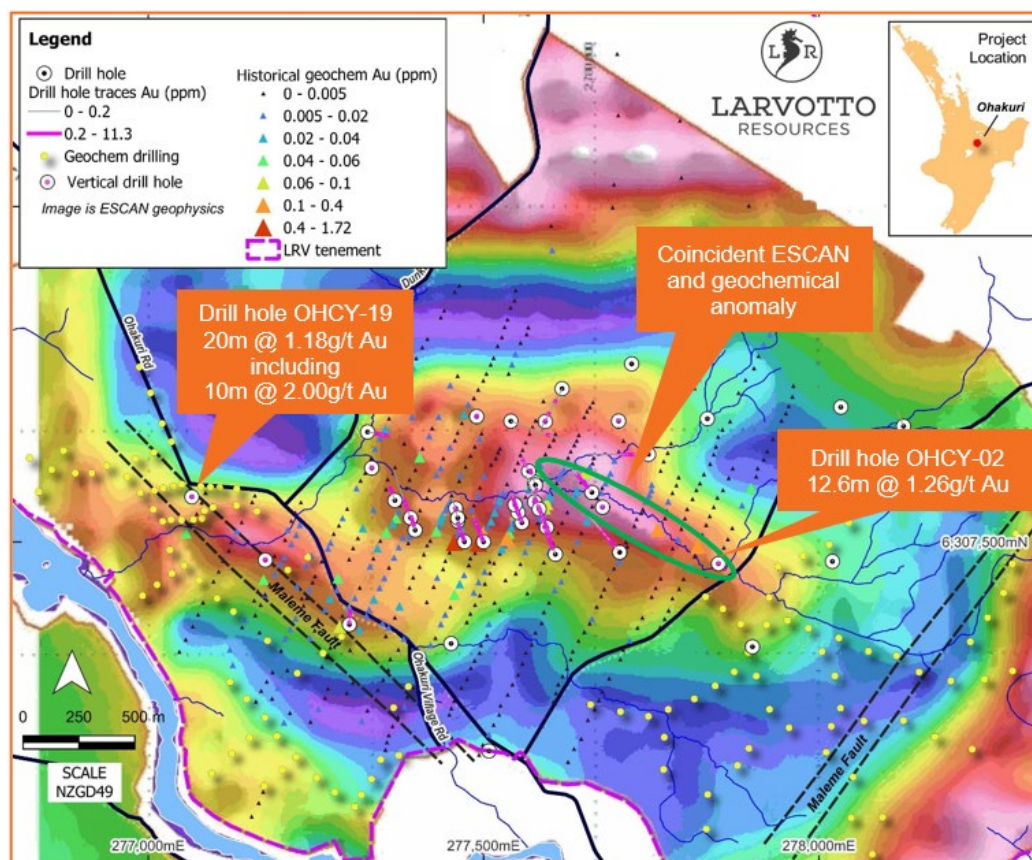 Legend
Drill hole
Drill hole traces Au (ppm)
0 - 0.2
0.2 - 11.3
Geochem drilling
Vertical drill hole
Image is ESCAN geophysics
Historical geochem Au (ppm)
0 - 0.005
0.005 - 0.02
0.02 - 0.04
0.04 - 0.06
0.06 - 0.1
0.1 - 0.4
0.4 - 1.72
LRV tenement
L R
LARVOTTO
RESOURCES
Project
Location
Ohakuri
Coincident ESCAN
and geochemical
anomaly
Drill hole OHCY-19
20m @ 1.18g/t Au
including
10m @ 2.00g/t Au
Drill hole OHCY-02
12.6m @ 1.26g/t Au
Ohakuri Rd
6,307,500mN
Maleme Fault
Ohakuri Village Rd
Maleme Fault
0 250 500 m
SCALE
NZGD49
277,000mE
277,500mE
278,000mE